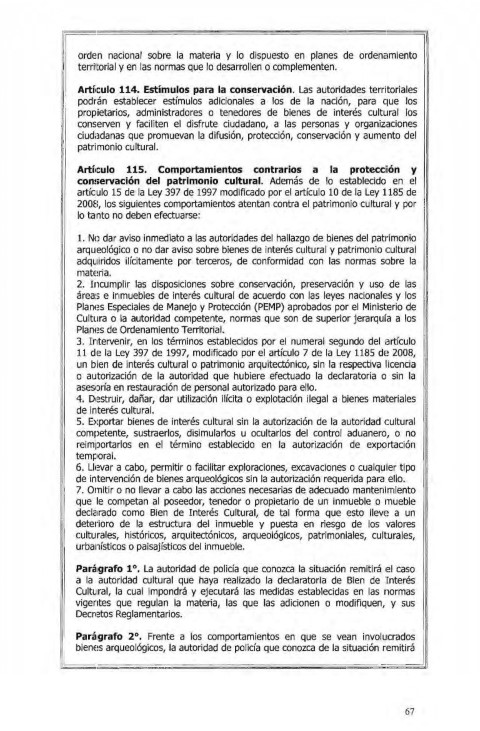 orden nacional sobre la materia y lo dispuesto en planes de ordenamiento
territorial y en las normas que lo desarrollen o complementen.
Artículo 114. Estímulos para la conservación. Las autoridades territoriales
podrán establecer estímulos adicionales a los de la nación, para que los
propietarios, administradores o tenedores de bienes de interés cultural los
conserven y faciliten el disfrute ciudadano, a las personas y organizaciones
ciudadanas que promuevan la difusión, protección, conservación y aumento del
patrimonio cultural.
Artículo 115. Comportamientos contrarios a la protección y
conservación del patrimonio cultural. Además de lo establecido en el
artículo 15 de la Ley 397 de 1997 modificado por el artículo 10 de la Ley 1185 de
2008, los siguientes comportamientos atentan contra el patrimonio cultural y por
lo tanto no deben efectuarse:
1. No dar aviso inmediato a las autoridades del hallazgo de bienes del patrimonio
arqueológico o no dar aviso sobre bienes de interés cultural y patrimonio cultural
adquiridos ilícitamente por terceros, de conformidad con las normas sobre la
materia.
2. Incumplir las disposiciones sobre conservación, preservación y uso de las
áreas e inmuebles de interés cultural de acuerdo con las leyes nacionales y los
Planes Especiales de Manejo y Protección (PEMP) aprobados por el Ministerio de
Cultura o la autoridad competente, normas que son de superior jerarquía a los
Planes de Ordenamiento Territorial.
3. Intervenir, en los términos establecidos por el numeral segundo del artículo
11 de la Ley 397 de 1997, modificado por el artículo 7 de la Ley 1185 de 2008,
un bien de interés cultural o patrimonio arquitectónico, sin la respectiva licencia
o autorización de la autoridad que hubiere efectuado la declaratoria o sin la
asesoría en restauración de personal autorizado para ello.
4. Destruir, dañar, dar utilización ilícita o explotación ilegal a bienes materiales
de interés cultural.
5. Exportar bienes de interés cultural sin la autorización de la autoridad cultural
competente, sustraerlos, disimularlos u ocultarlos del control aduanero, o no
reimportarlos en el término establecido en la autorización de exportación
temporal.
6. Llevar a cabo, permitir o facilitar exploraciones, excavaciones o cualquier tipo
de intervención de bienes arqueológicos sin la autorización requerida para ello.
7. Omitir o no llevar a cabo las acciones necesarias de adecuado mantenimiento
que le competan al poseedor, tenedor o propietario de un inmueble o mueble
declarado como Bien de Interés Cultural, de tal forma que esto lleve a un
deterioro de la estructura del inmueble y puesta en riesgo de los valores
culturales, históricos, arquitectónicos, arqueológicos, patrimoniales, culturales,
urbanísticos o paisajísticos del inmueble.
Parágrafo 1°. La autoridad de policía que conozca la situación remitirá el caso
a la autoridad cultural que haya realizado la declaratoria de Bien de Interés
Cultural, la cual impondrá y ejecutará las medidas establecidas en las normas
vigentes que regulan la materia, las que las adicionen o modifiquen, y sus
Decretos Reglamentarios.
Parágrafo 2°. Frente a los comportamientos en que se vean involucrados
bienes arqueológicos, la autoridad de policía que conozca de la situación remitirá
67